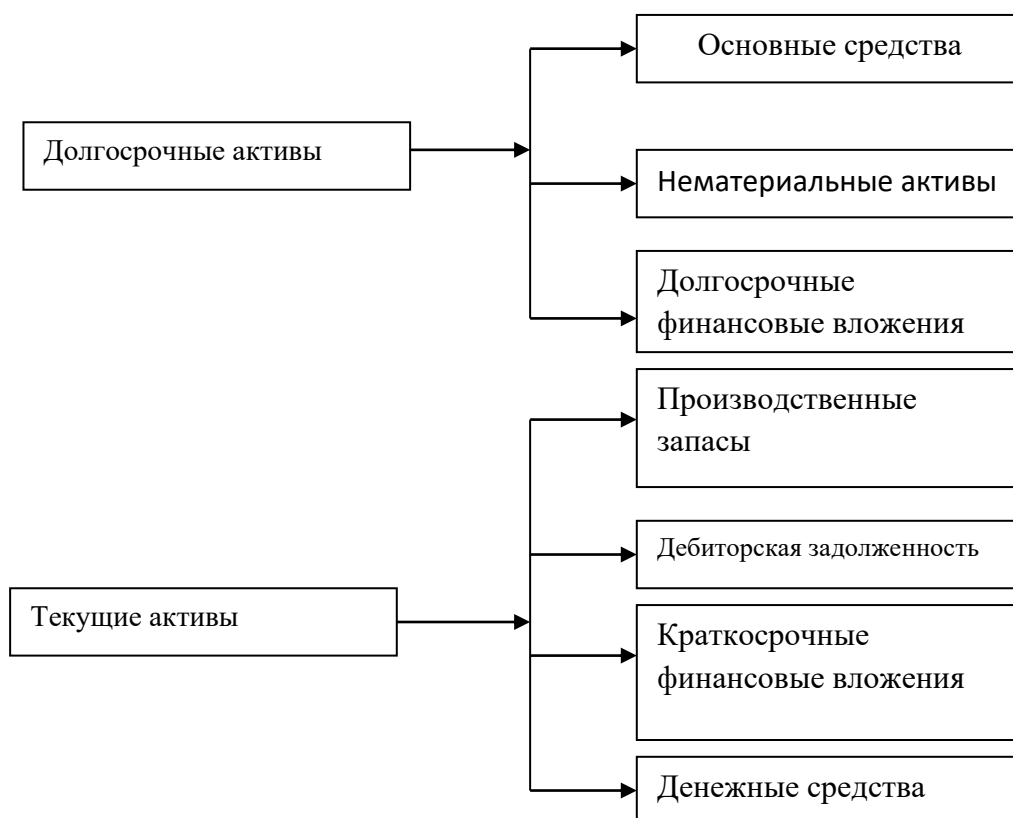 Долгосрочные активы
Основные средства
Нематериальные активы
Долгосрочные
финансовые вложения
Текущие активы
Производственные
запасы
Дебиторская задолженность
Краткосрочные
финансовые вложения
Денежные средства